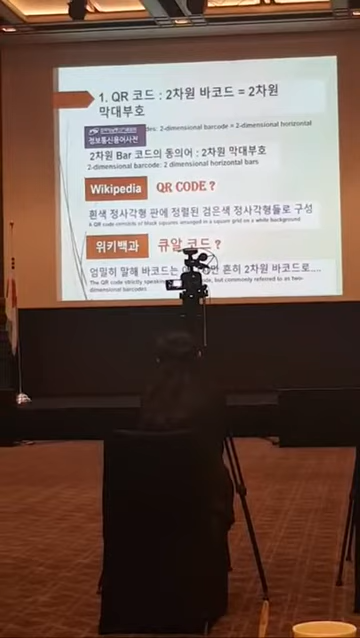 1. QR 코드 : 2차원 바코드 = 2차원
막대부호
정보통신용어사전
des: 2-dimensional barcode = 2-dimensional horizontal
2차원 Bar 코드의 동의어 : 2차원 막대부호
2-dimensional barcode: 2 dimensional horizontal bars
Wikipedia QR CODE ?
흰색 정사각형 판에 정렬된 검은색 정사각형들로 구성
A QR code consists of black squares arranged in a square grid on a white background
위키백과 큐알 코드 ?
엄밀히 말해 바코드는 흔히 2차원 바코드로....
The QR code strictly speaking but commonly referred to as two-
dimensional barcodes